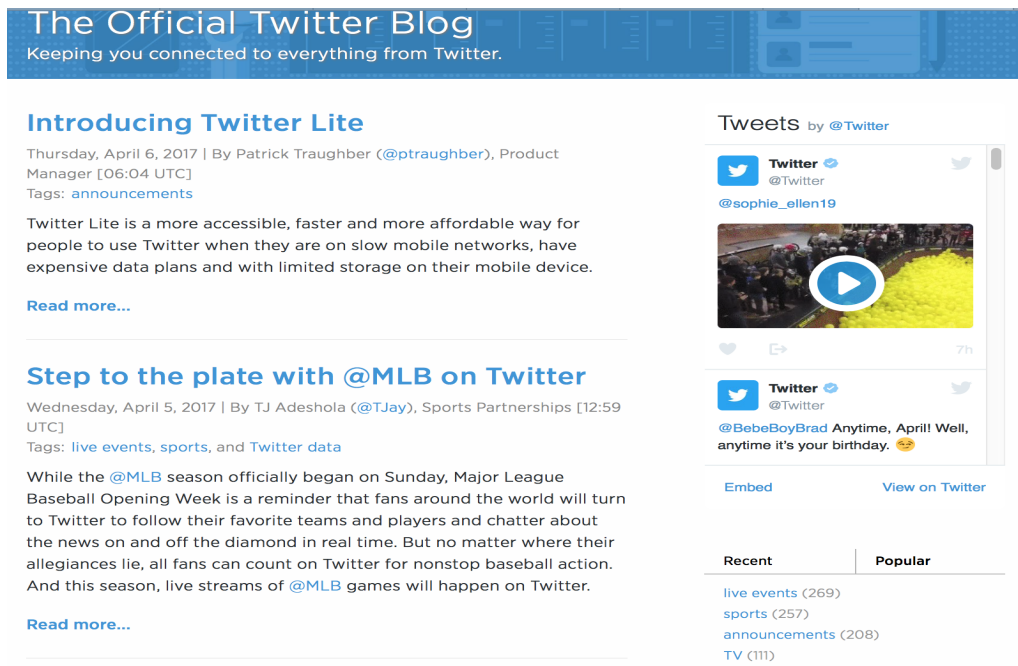 The Official Twitter Blog
Keeping you connected to everything from Twitter.
Introducing Twitter Lite
Thursday, April 6, 2017 | By Patrick Traughber (@ptraughber), Product
Manager [06:04 UTC]
Tags: announcements
Twitter Lite is a more accessible, faster and more affordable way for
people to use Twitter when they are on slow mobile networks, have
expensive data plans and with limited storage on their mobile device.
Read more...
Step to the plate with @MLB on Twitter
Wednesday, April 5, 2017 | By TJ Adeshola (@TJay), Sports Partnerships [12:59
UTC]
Tags: live events, sports, and Twitter data
While the @MLB season officially began on Sunday, Major League
Baseball Opening Week is a reminder that fans around the world will turn
to Twitter to follow their favorite teams and players and chatter about
the news on and off the diamond in real time. But no matter where their
allegiances lie, all fans can count on Twitter for nonstop baseball action.
And this season, live streams of @MLB games will happen on Twitter.
Read more...
Tweets by @Twitter
Twitter
@Twitter
@sophie_ellen19
7h
Twitter
@Twitter
@BebeBoyBrad Anytime, April! Well,
anytime it's your birthday. 😏
Embed View on Twitter
Recent Popular
live events (269)
sports (257)
announcements (208)
TV (111)